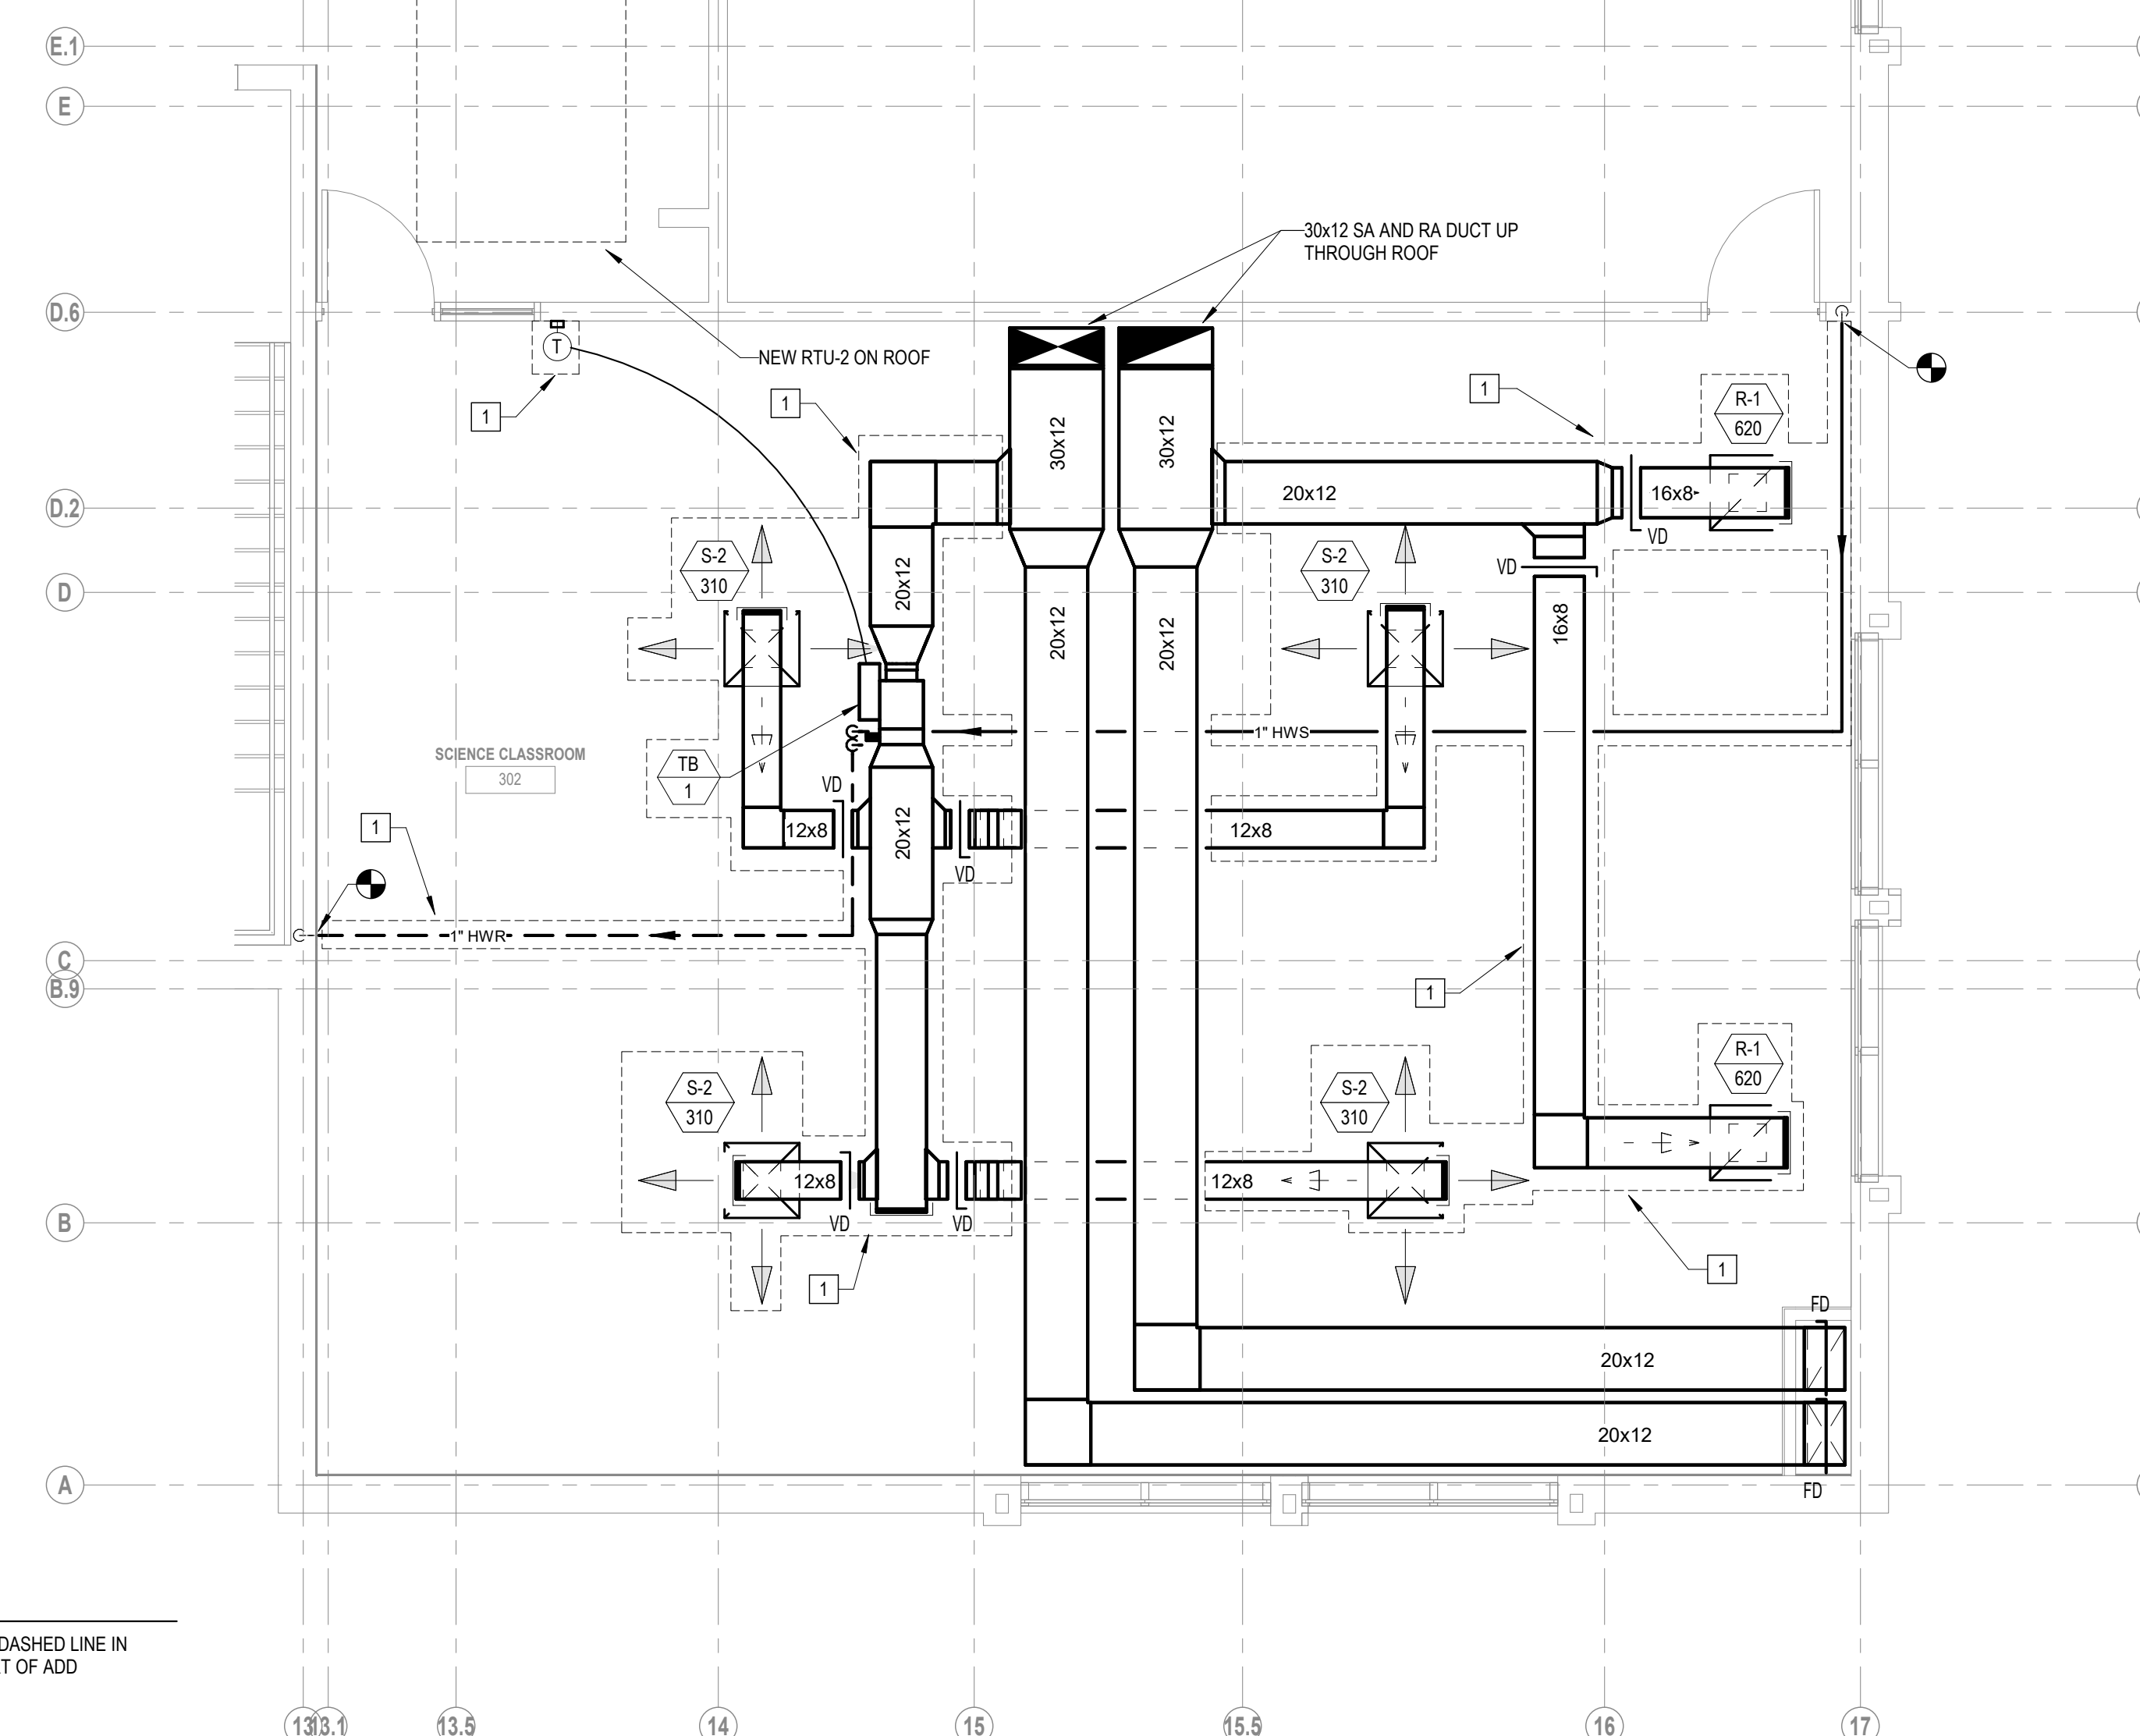 E.1
E
30x12 SA AND RA DUCT UP
THROUGH ROOF
D.6
T
NEW RTU-2 ON ROOF
1
1
1
R-1
620
30x12
30x12
20x12
16x8
D.2
VD
S-2
310
S-2
310
VD
D
20x12
20x12
20x12
16x8
1" HWS
SCIENCE CLASSROOM
302
TB
1
VD
1
12x8
20x12
12x8
VD
1" HWR
C
B.9
1
R-1
620
S-2
310
S-2
310
12x8
12x8
B
VD
VD
1
1
FD
20x12
20x12
A
FD
DASHED LINE IN
T OF ADD
13
13.1
13.5
14
15
15.5
16
17